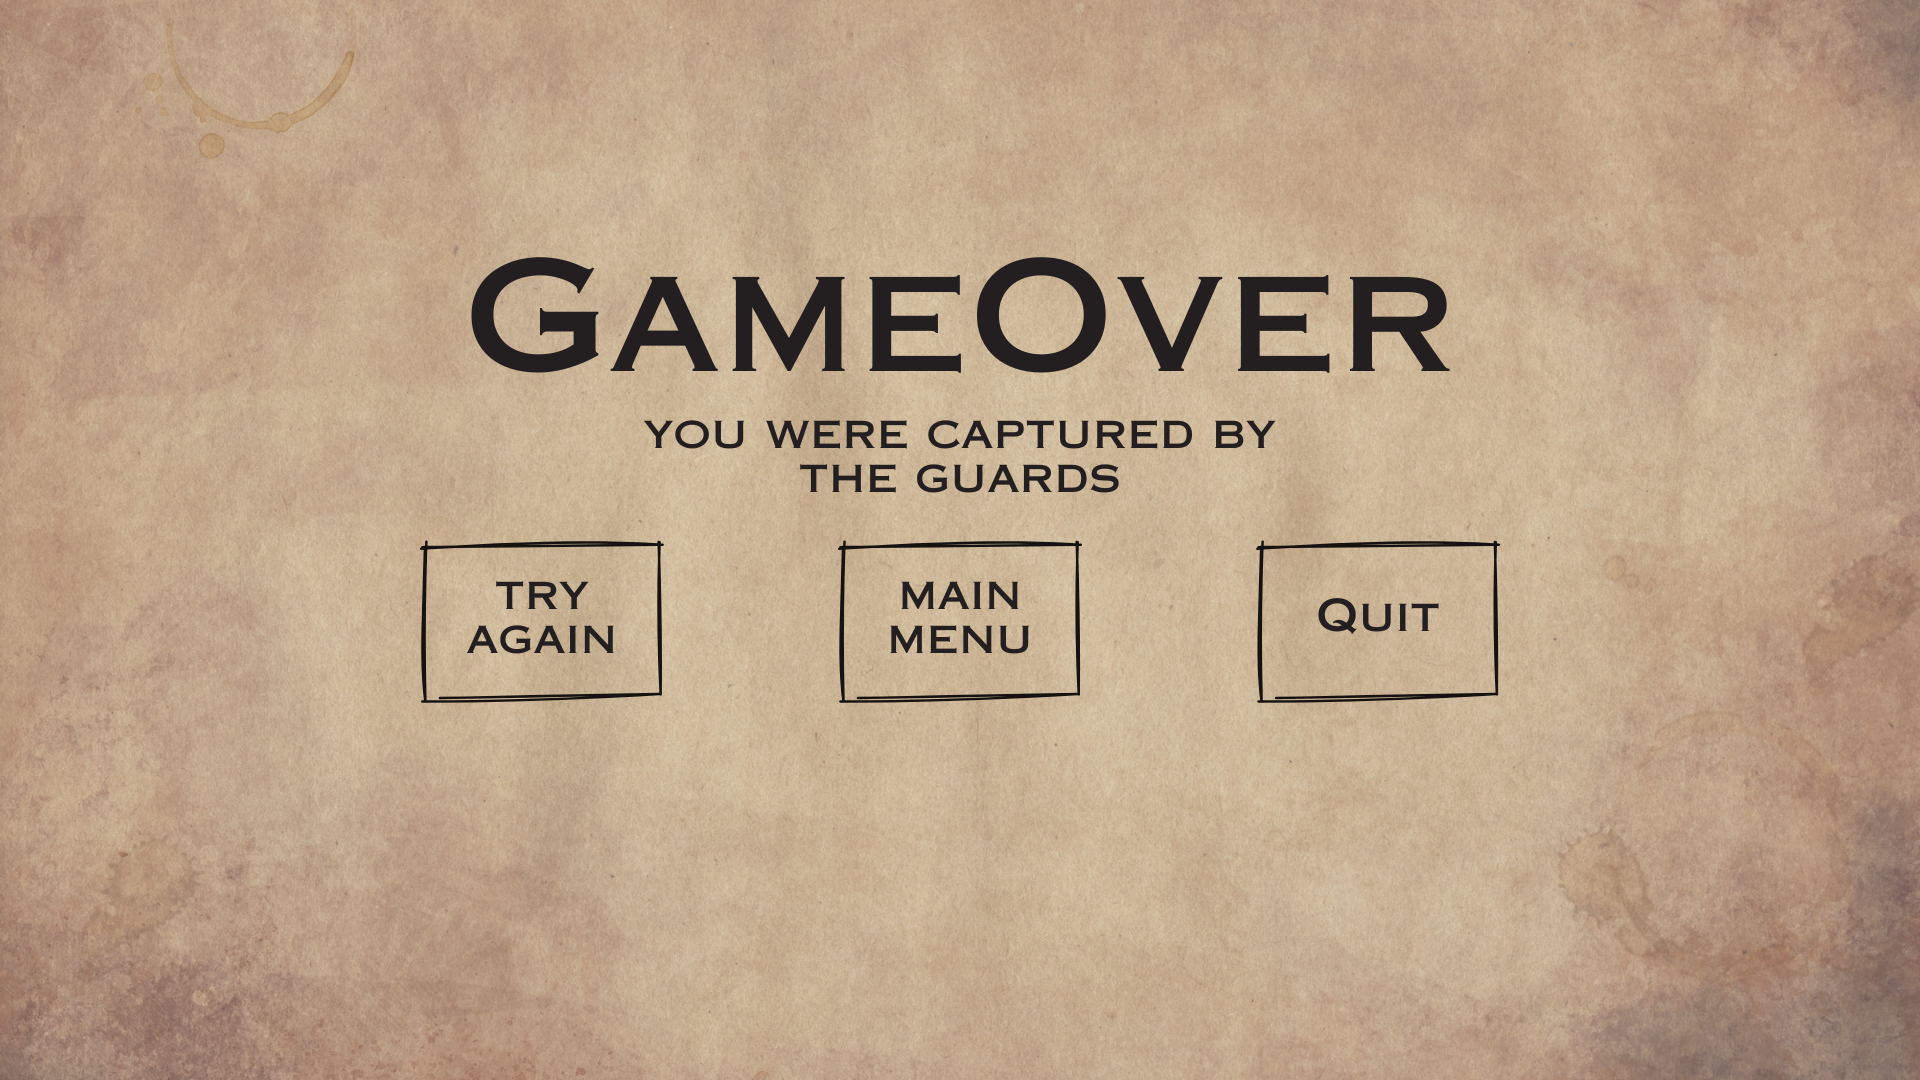 GAMEOVER
YOU WERE CAPTURED BY
THE GUARDS
TRY
AGAIN
MAIN
MENU
QUIT